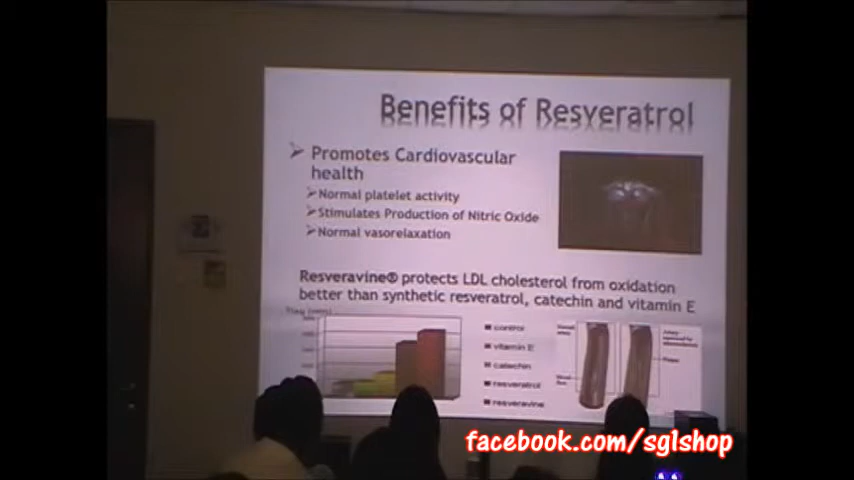 Benefits of Resveratrol
Promotes Cardiovascular
health
Normal platelet activity
Stimulates Production of Nitric Oxide
Normal vasorelaxation
Resveravine® protects LDL cholesterol from oxidation
better than synthetic resveratrol, catechin and vitamin E
control
vitamin E
catechin
resveratrol
resveravine
facebook.com/sg1shop